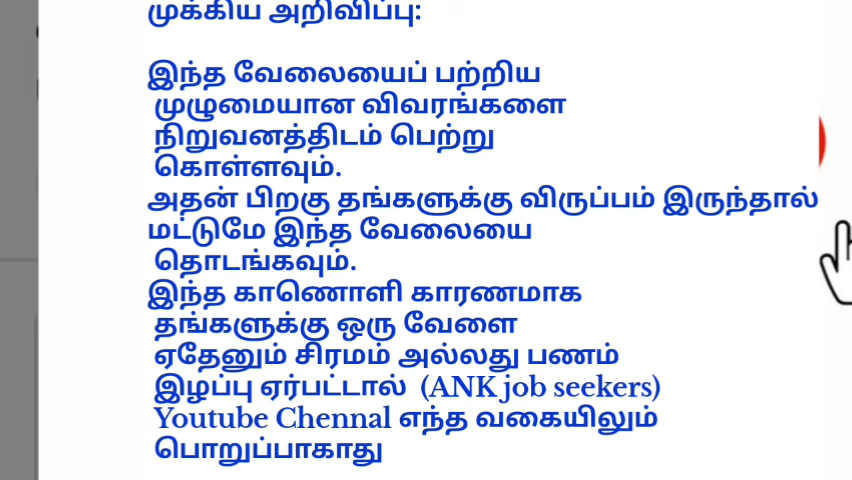 முக்கிய அறிவிப்பு:
இந்த வேலையைப் பற்றிய
முழுமையான விவரங்களை
நிறுவனத்திடம் பெற்று
கொள்ளவும்.
அதன் பிறகு தங்களுக்கு விருப்பம் இருந்தால்
மட்டுமே இந்த வேலையை
தொடங்கவும்.
இந்த காணொளி காரணமாக
தங்களுக்கு ஒரு வேளை
ஏதேனும் சிரமம் அல்லது பணம்
இழப்பு ஏர்பட்டால் (ANK job seekers)
Youtube Chennal எந்த வகையிலும்
பொறுப்பாகாது